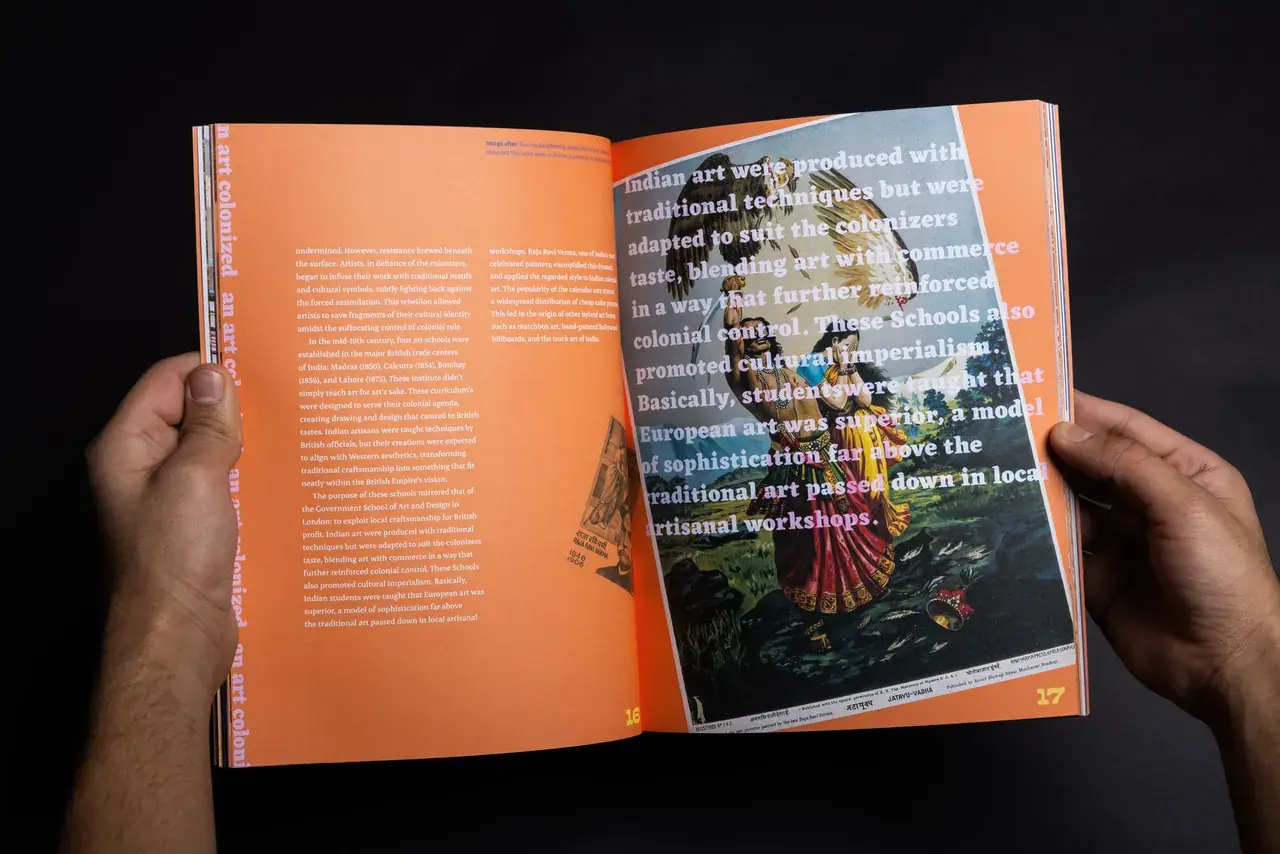 an art colonized  an art colonized  an art colonized  an art coloni
Image after:
undermined. However, resistance brewed beneath
the surface. Artists, in defiance of the colonizers,
began to infuse their work with traditional motifs
and cultural symbols, subtly fighting back against
the forced assimilation. This rebellion allowed
artists to save fragments of their cultural identity
amidst the suffocating control of colonial rule.
In the mid-19th century, four art schools were
established in the major British trade centers
of India: Madras (1850), Calcutta (1854), Bombay
(1856), and Lahore (1875). These institute didn't
simply teach art for art's sake. These curriculum's
were designed to serve their colonial agenda,
creating drawing and design that catered to British
tastes. Indian artisans were taught techniques by
British officials, but their creations were expected
to align with Western aesthetics, transforming
traditional craftsmanship into something that fit
neatly within the British Empire's vision.
The purpose of these schools mirrored that of
the Government School of Art and Design in
London: to exploit local craftsmanship for British
profit. Indian art were produced with traditional
techniques but were adapted to suit the colonizers
taste, blending art with commerce in a way that
further reinforced colonial control. These Schools
also promoted cultural imperialism. Basically,
Indian students were taught that European art was
superior, a model of sophistication far above
the traditional art passed down in local artisanal
workshops. Raja Ravi Verma, one of India's most
celebrated painters, exemplified this dynamic
and applied the regarded style to Indian calendar
art. The popularity of the calendar arts started
a widespread distribution of cheap color prints.
This led to the origin of other hybrid art forms
such as matchbox art, hand-painted Bollywood
billboards, and the truck art of india.
राजा रवि वर्मा
RAJA RAVI VARMA
1848
1906
16
Indian art were produced with
traditional techniques but were
adapted to suit the colonizers
taste, blending art with commerce
in a way that further reinforced
colonial control. These Schools also
promoted cultural imperialism.
Basically, students were taught that
European art was superior, a model
of sophistication far above the
traditional art passed down in local
artisanal workshops.
JATAYU-VADHA
17